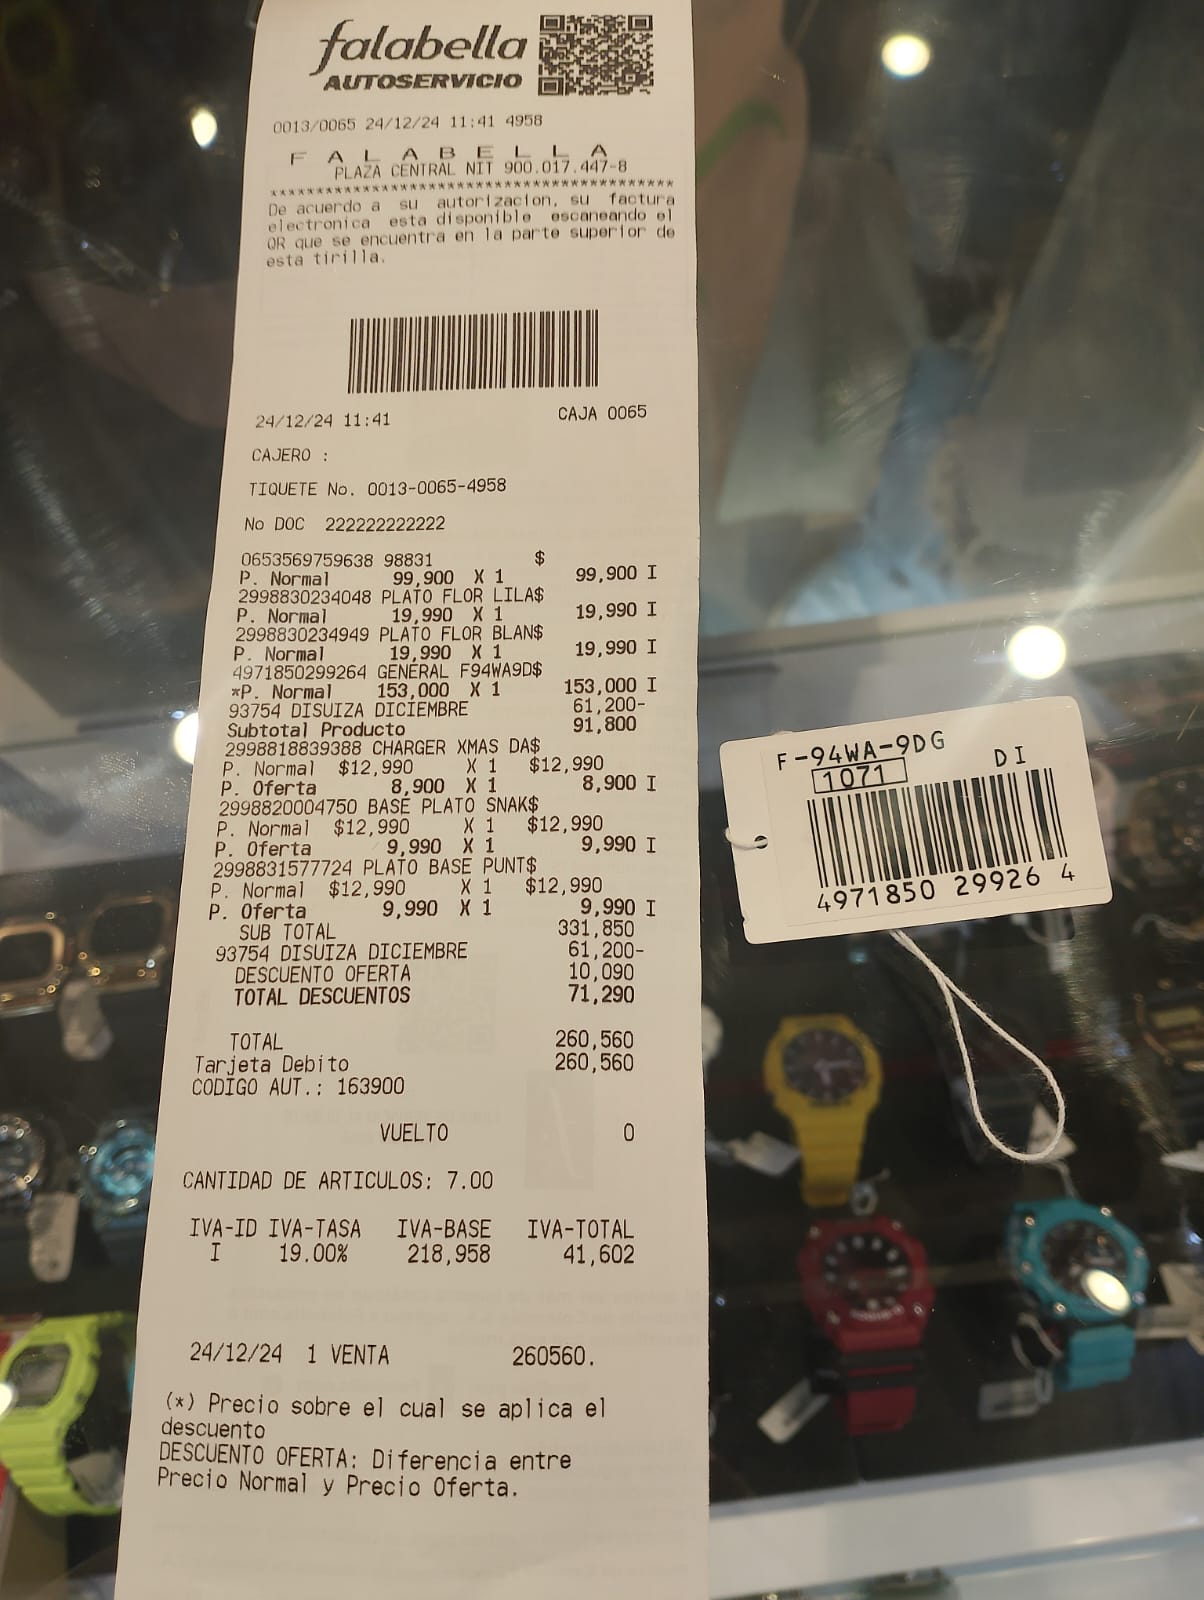 falabella
AUTOSERVICIO
0013/0065 24/12/24 11:41 4958
F A L A B E L L A
PLAZA CENTRAL NIT 900.017.447-8
******************************************
De acuerdo a su autorizacion, su factura
electronica esta disponible escaneando el
QR que se encuentra en la parte superior de
esta tirilla.
24/12/24 11:41 CAJA 0065
CAJERO :
TIQUETE No. 0013-0065-4958
No DOC 222222222222
0653569759638 98831 $
P. Normal 99,900 X 1 99,900 I
2998830234048 PLATO FLOR LILA$
P. Normal 19,990 X 1 19,990 I
2998830234949 PLATO FLOR BLAN$
P. Normal 19,990 X 1 19,990 I
4971850299264 GENERAL F94WA9D$
*P. Normal 153,000 X 1 153,000 I
93754 DISUIZA DICIEMBRE 61,200-
Subtotal Producto 91,800
2998818839388 CHARGER XMAS DA$
P. Normal $12,990 X 1 $12,990
P. Oferta 8,900 X 1 8,900 I
2998820004750 BASE PLATO SNAK$
P. Normal $12,990 X 1 $12,990
P. Oferta 9,990 X 1 9,990 I
2998831577724 PLATO BASE PUNT$
P. Normal $12,990 X 1 $12,990
P. Oferta 9,990 X 1 9,990 I
SUB TOTAL 331,850
93754 DISUIZA DICIEMBRE 61,200-
DESCUENTO OFERTA 10,090
TOTAL DESCUENTOS 71,290
TOTAL 260,560
Tarjeta Debito 260,560
CODIGO AUT.: 163900
VUELTO 0
CANTIDAD DE ARTICULOS: 7.00
IVA-ID IVA-TASA IVA-BASE IVA-TOTAL
I 19.00% 218,958 41,602
24/12/24 1 VENTA 260560.
(*) Precio sobre el cual se aplica el
descuento
DESCUENTO OFERTA: Diferencia entre
Precio Normal y Precio Oferta.
F-94WA-9DG
1071 DI
4971850 29926 4